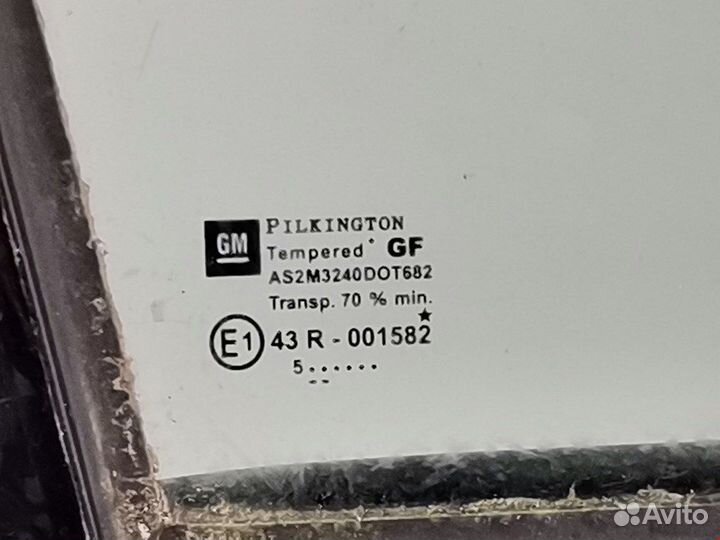 GM
PILKINGTON
Tempered* GF
AS2M3240DOT682
Transp. 70 % min.
E1 43 R - 001582 ★
5......
--
Avito